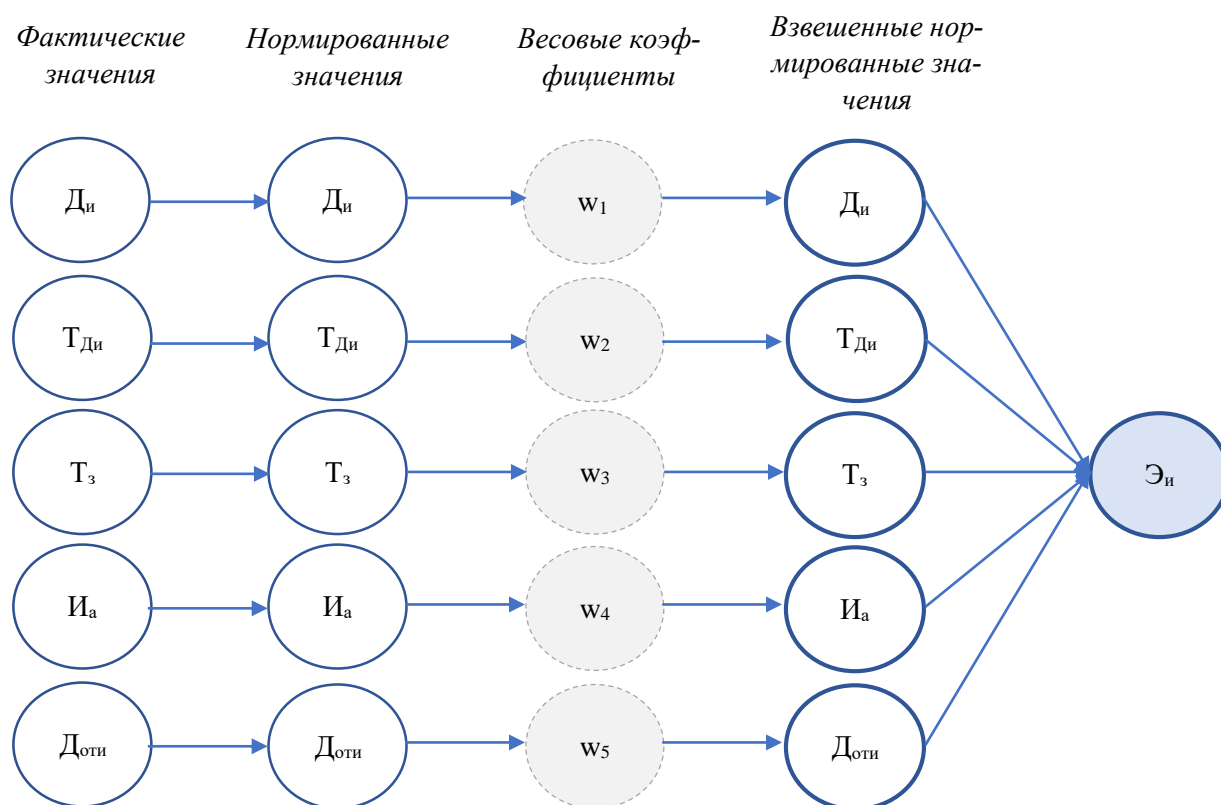 Фактические
значения
Нормированные
значения
Весовые коэф-
фициенты
Взвешенные нор-
мированные зна-
чения
Ди
Ди
w1
Ди
ТДи
ТДи
w2
ТДи
Тз
Тз
w3
Тз
Эи
Иа
Иа
w4
Иа
Доти
Доти
w5
Доти